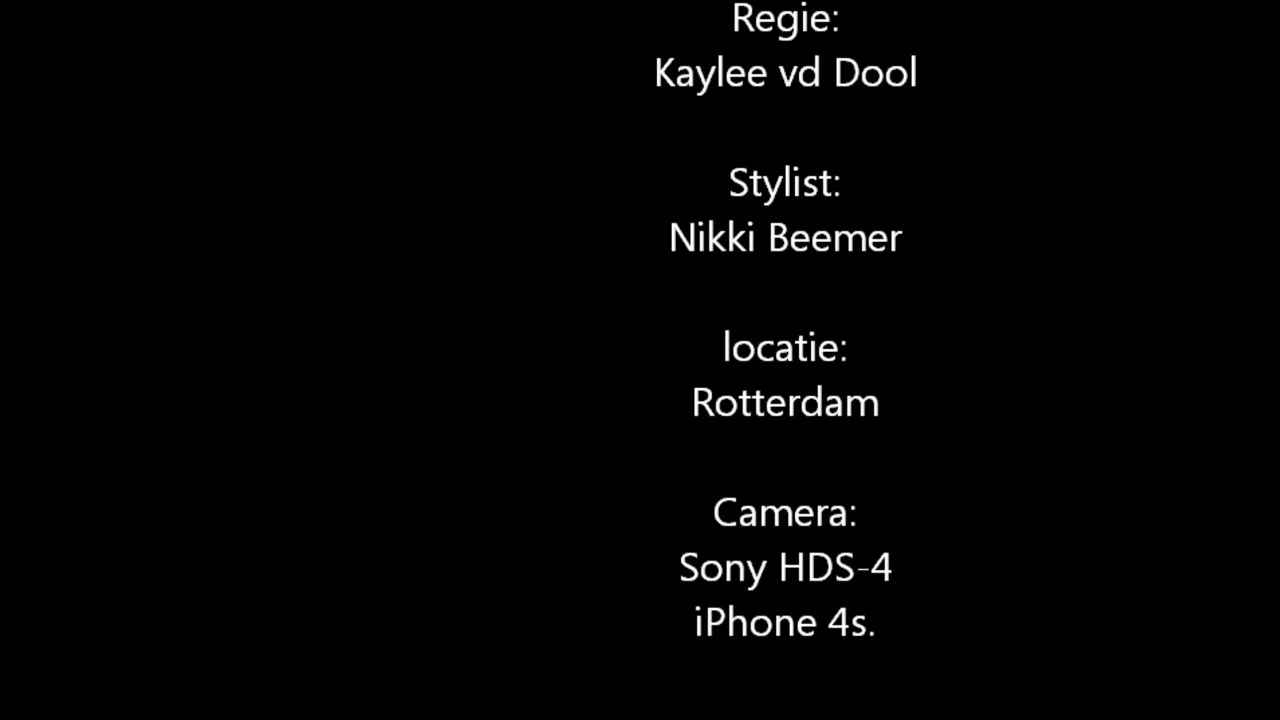 Regie:
Kaylee vd Dool
Stylist:
Nikki Beemer
locatie:
Rotterdam
Camera:
Sony HDS-4
iPhone 4s.